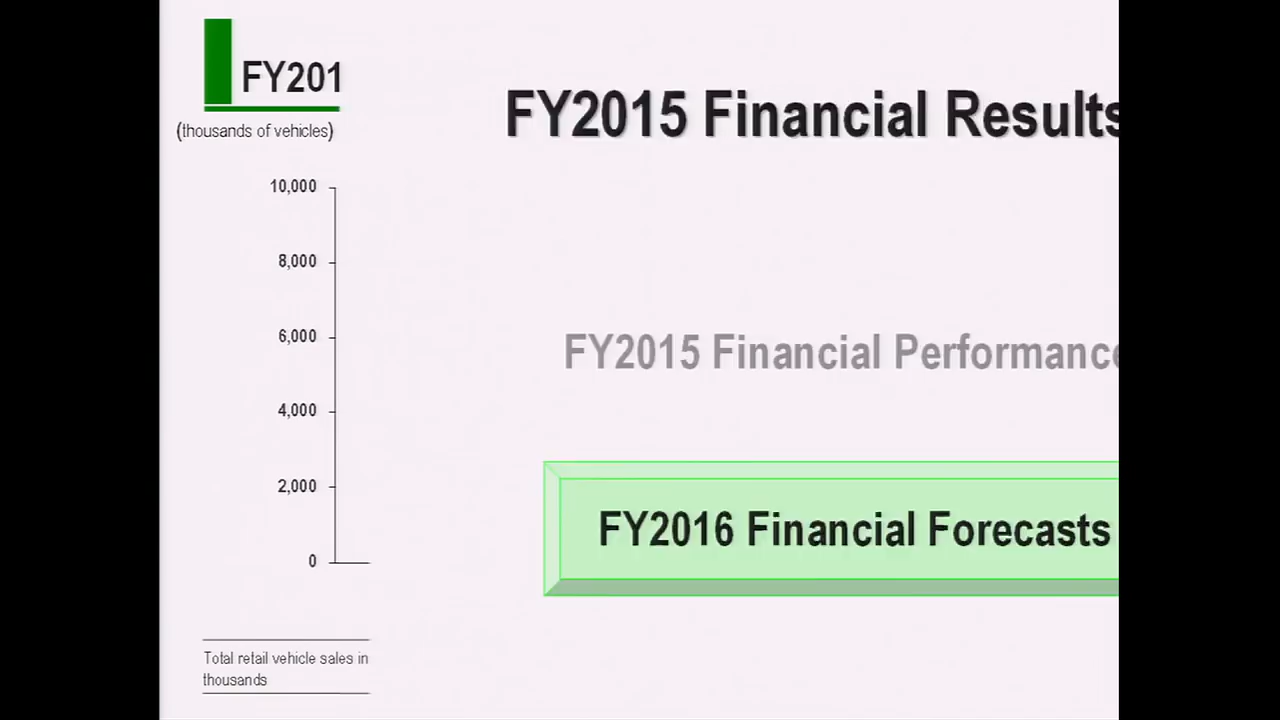 FY201
(thousands of vehicles)
10,000
8,000
6,000
4,000
2,000
0
Total retail vehicle sales in
thousands
FY2015 Financial Results
FY2015 Financial Performance
FY2016 Financial Forecasts